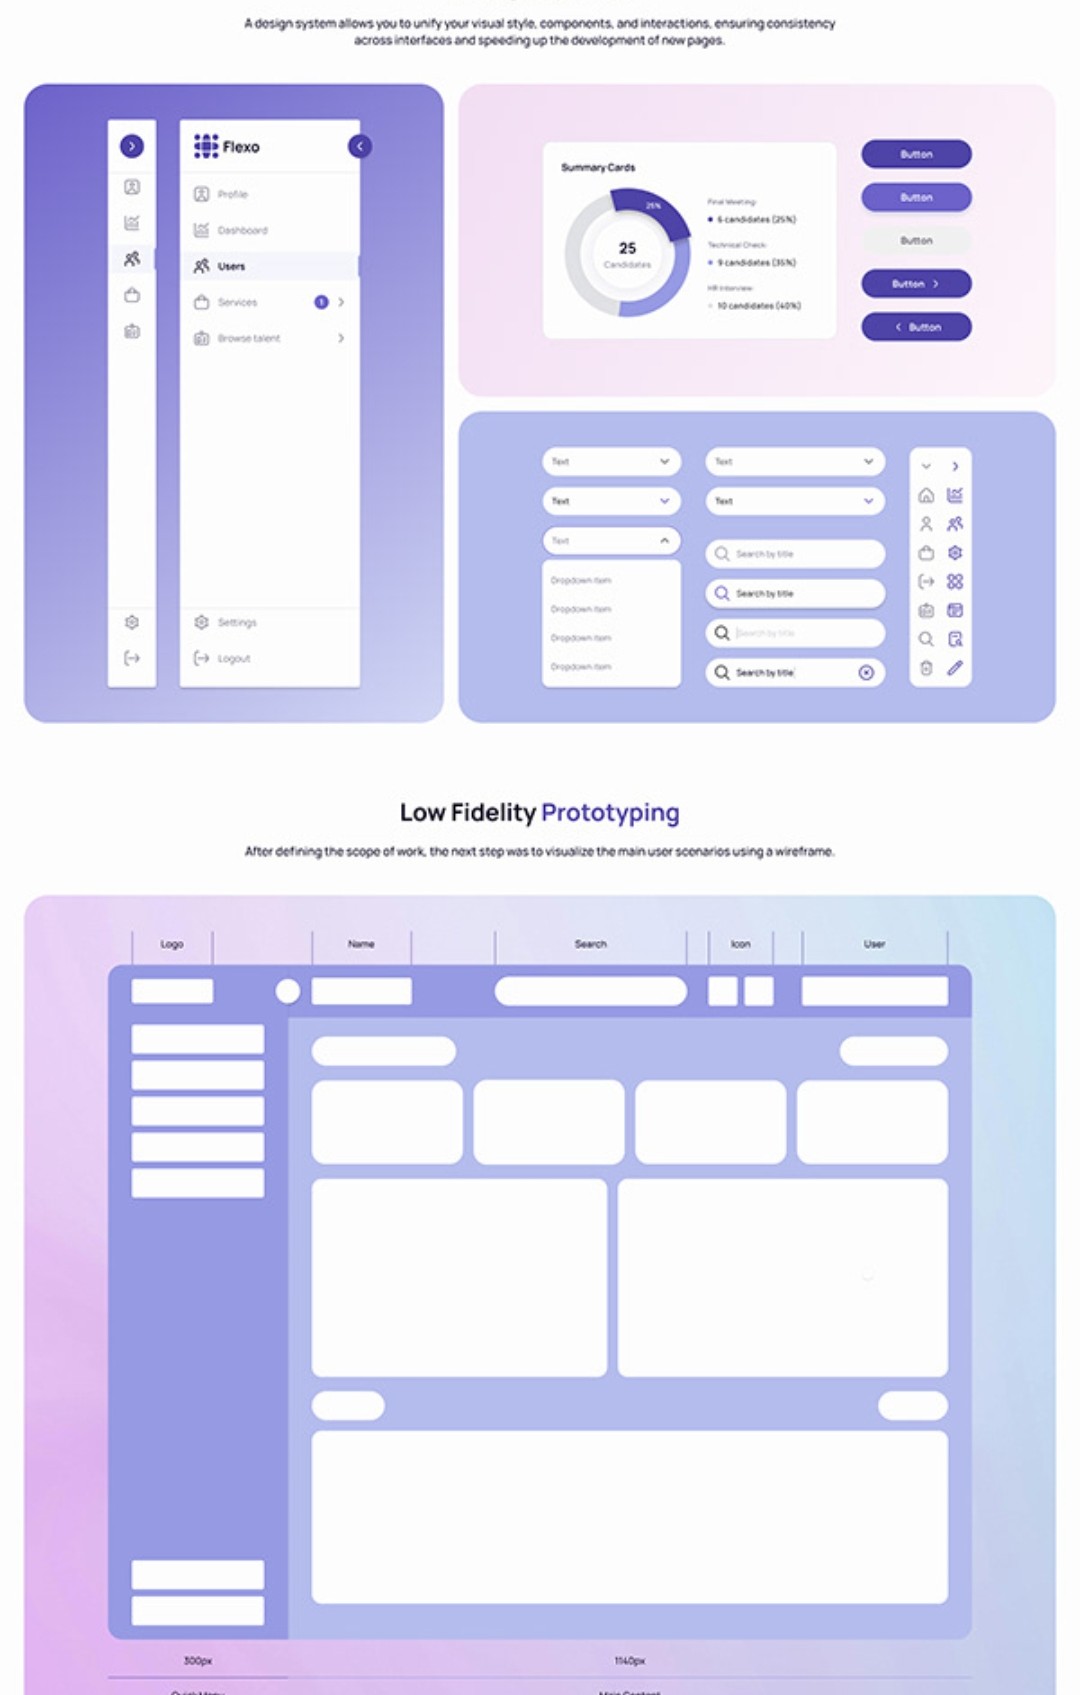 A design system allows you to unify your visual style, components, and interactions, ensuring consistency
across interfaces and speeding up the development of new pages.
Flexo
Profile
Dashboard
Users
Services 1
Browse talent
Settings
Logout
Summary Cards
25%
25
Candidates
Final Meeting:
6 candidates (25%)
Technical Check:
9 candidates (35%)
HR Interview:
10 candidates (40%)
Button
Button
Button
Button
Button
Text
Text
Text
Dropdown item
Dropdown item
Dropdown item
Dropdown item
Text
Text
Search by title
Search by title
Search by title
Search by title
Low Fidelity Prototyping
After defining the scope of work, the next step was to visualize the main user scenarios using a wireframe.
Logo
Name
Search
Icon
User
300px
1140px
Quick Menu
Main Content